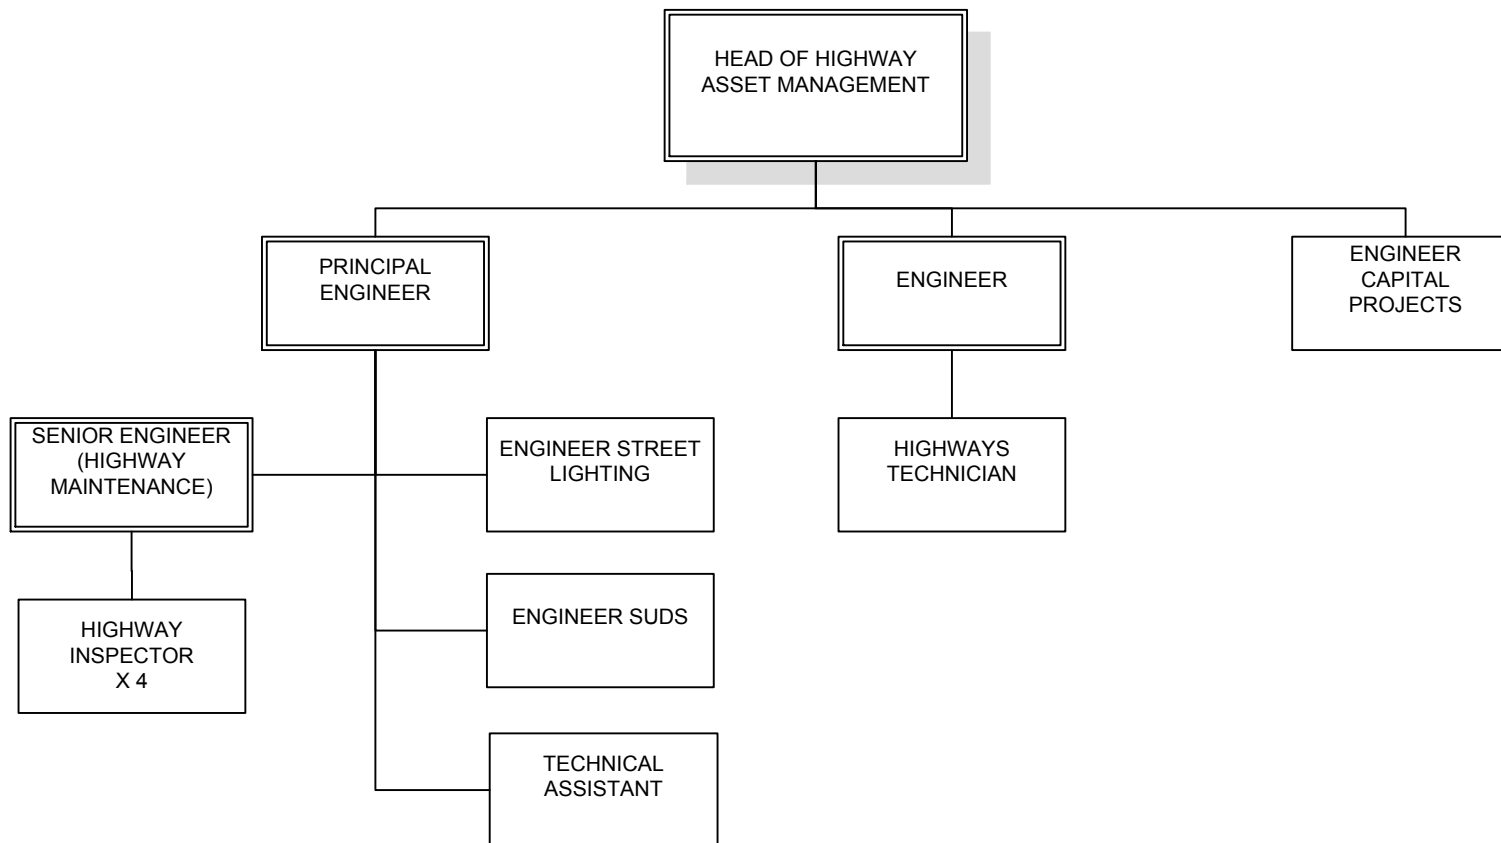 HEAD OF HIGHWAY
ASSET MANAGEMENT
PRINCIPAL
ENGINEER
ENGINEER
ENGINEER
CAPITAL
PROJECTS
SENIOR ENGINEER
(HIGHWAY
MAINTENANCE)
ENGINEER STREET
LIGHTING
HIGHWAYS
TECHNICIAN
HIGHWAY
INSPECTOR
X 4
ENGINEER SUDS
TECHNICAL
ASSISTANT